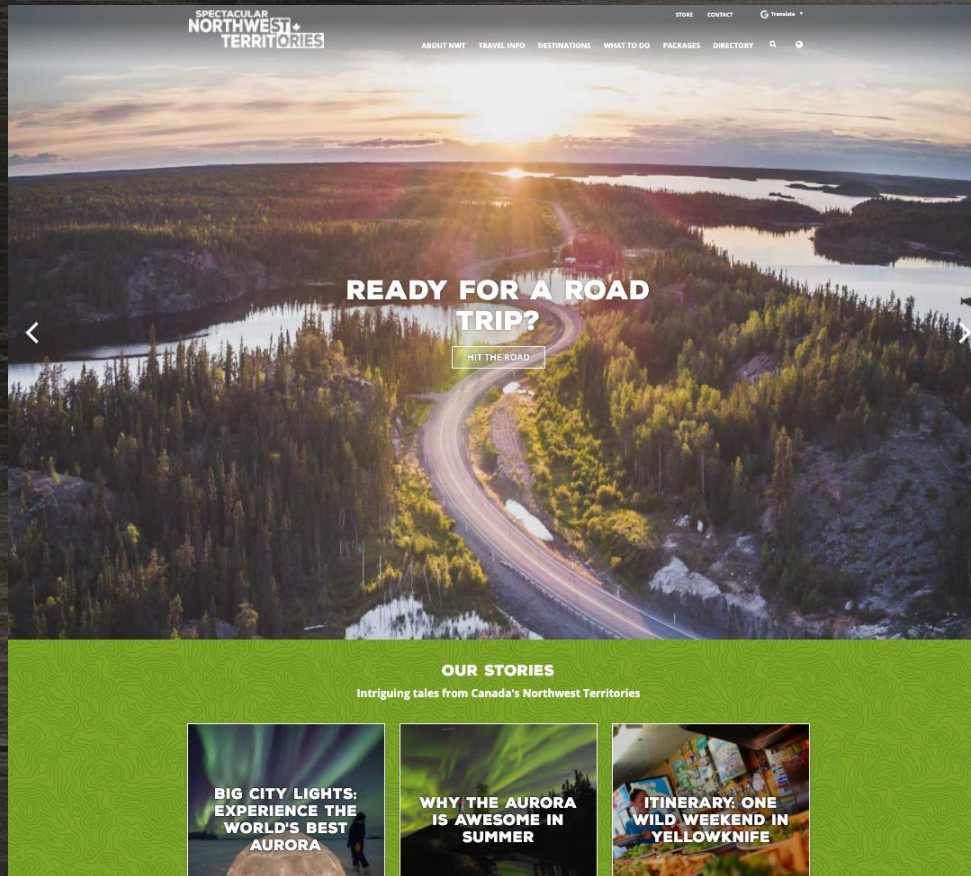 SPECTACULAR
NORTHWEST+
TERRITORIES
STORE CONTACT Translate
ABOUT NWT TRAVEL INFO DESTINATIONS WHAT TO DO PACKAGES DIRECTORY
READY FOR A ROAD
TRIP?
HIT THE ROAD
OUR STORIES
Intriguing tales from Canada's Northwest Territories
BIG CITY LIGHTS:
EXPERIENCE THE
WORLD'S BEST
AURORA
WHY THE AURORA
IS AWESOME IN
SUMMER
ITINERARY: ONE
WILD WEEKEND IN
YELLOWKNIFE